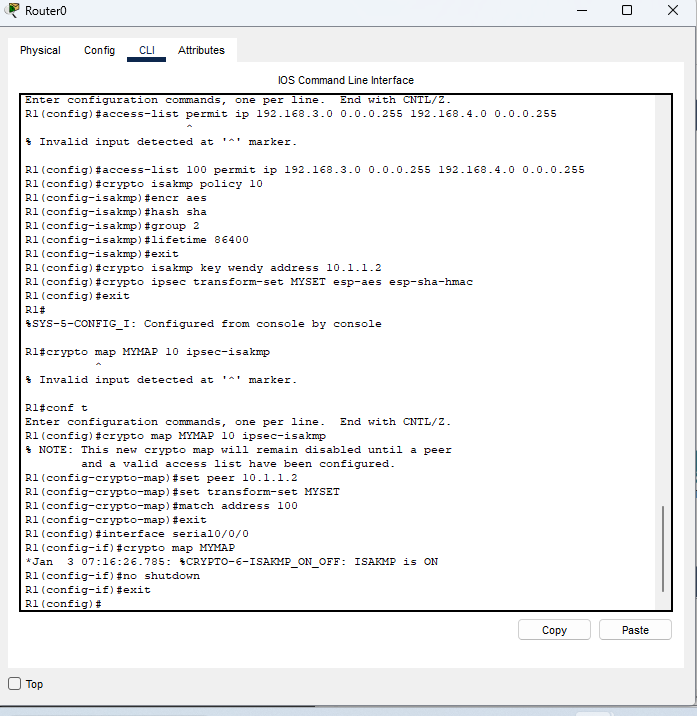 Router0
Physical Config CLI Attributes
IOS Command Line Interface
Enter configuration commands, one per line.  End with CNTL/Z.
R1(config)#access-list permit ip 192.168.3.0 0.0.0.255 192.168.4.0 0.0.0.255
^
% Invalid input detected at '^' marker.
R1(config)#access-list 100 permit ip 192.168.3.0 0.0.0.255 192.168.4.0 0.0.0.255
R1(config)#crypto isakmp policy 10
R1(config-isakmp)#encr aes
R1(config-isakmp)#hash sha
R1(config-isakmp)#group 2
R1(config-isakmp)#lifetime 86400
R1(config-isakmp)#exit
R1(config)#crypto isakmp key wendy address 10.1.1.2
R1(config)#crypto ipsec transform-set MYSET esp-aes esp-sha-hmac
R1(config)#exit
R1#
%SYS-5-CONFIG_I: Configured from console by console
R1#crypto map MYMAP 10 ipsec-isakmp
^
% Invalid input detected at '^' marker.
R1#conf t
Enter configuration commands, one per line.  End with CNTL/Z.
R1(config)#crypto map MYMAP 10 ipsec-isakmp
% NOTE: This new crypto map will remain disabled until a peer
and a valid access list have been configured.
R1(config-crypto-map)#set peer 10.1.1.2
R1(config-crypto-map)#set transform-set MYSET
R1(config-crypto-map)#match address 100
R1(config-crypto-map)#exit
R1(config)#interface serial0/0/0
R1(config-if)#crypto map MYMAP
*Jan  3 07:16:26.785: %CRYPTO-6-ISAKMP_ON_OFF: ISAKMP is ON
R1(config-if)#no shutdown
R1(config-if)#exit
R1(config)#
Copy Paste
Top